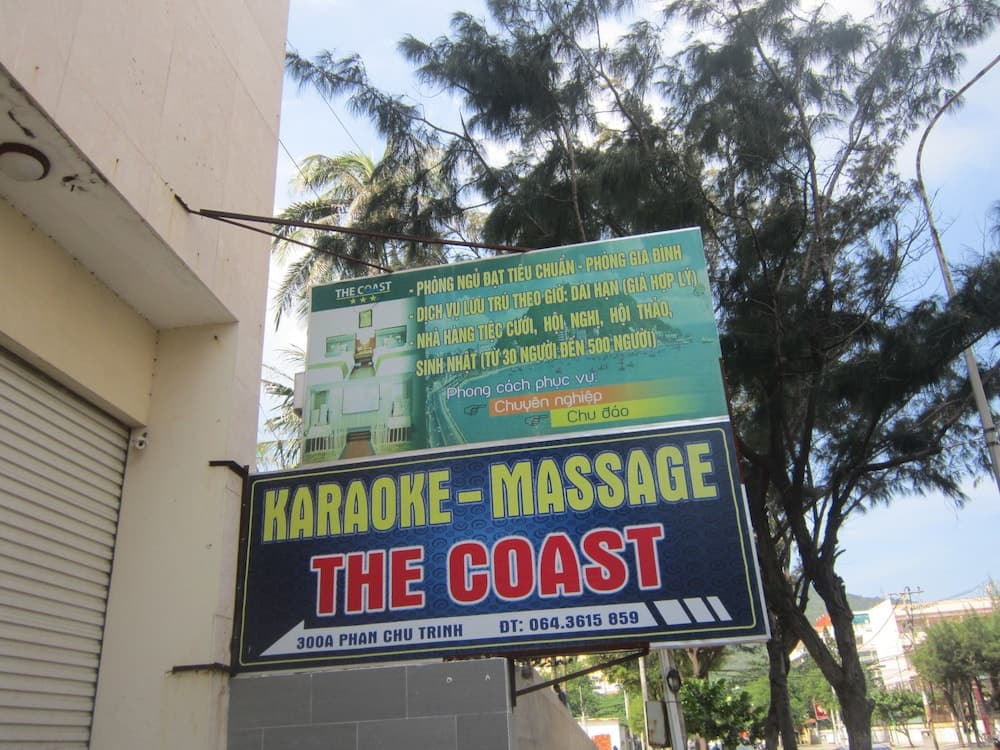 THE COAST
- PHÒNG NGỦ ĐẠT TIÊU CHUẨN - PHÒNG GIA ĐÌNH
- DỊCH VỤ LƯU TRÚ THEO GIỜ: DÀI HẠN (GIÁ HỢP LÝ)
- NHÀ HÀNG TIỆC CƯỚI, HỘI NGHỊ, HỘI THẢO,
SINH NHẬT (TỪ 30 NGƯỜI ĐẾN 500 NGƯỜI)
Phong cách phục vụ:
Chuyên nghiệp
Chu đáo
KARAOKE - MASSAGE
THE COAST
300A PHAN CHU TRINH ĐT: 064.3615 859